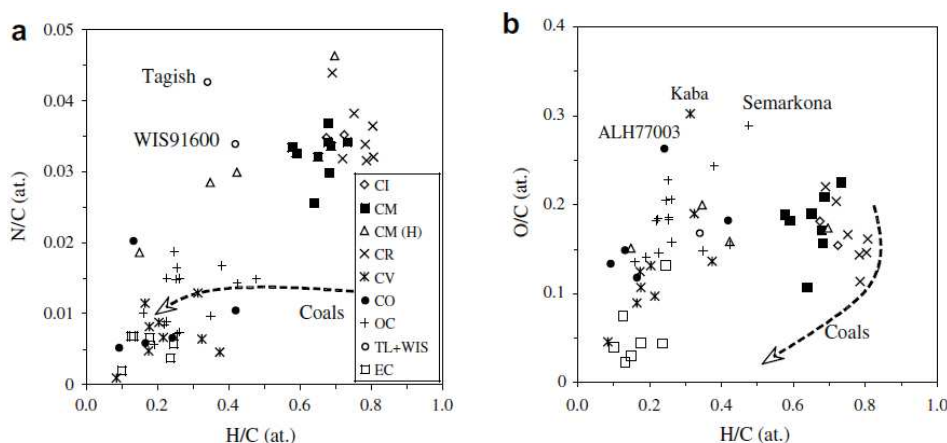 a
N/C (at.)
0.05
0.04
0.03
0.02
0.01
0
Tagish
WIS91600
Coals
CI
CM
CM (H)
CR
CV
CO
OC
TL+WIS
EC
0.0 0.2 0.4 0.6 0.8 1.0
H/C (at.)
b
O/C (at.)
0.4
0.3
0.2
0.1
0
Kaba
Semarkona
ALH77003
Coals
0.0 0.2 0.4 0.6 0.8 1.0
H/C (at.)